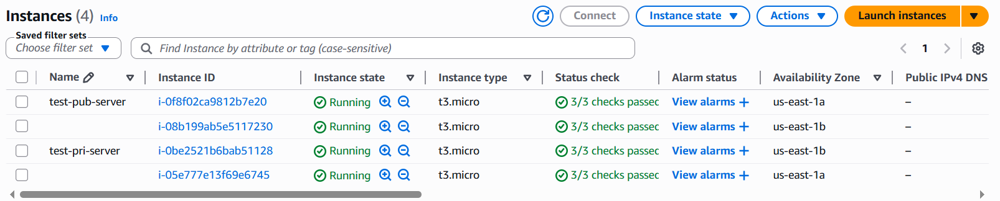 Instances (4) Info Connect Instance state Actions Launch instances
Saved filter sets
Choose filter set Find Instance by attribute or tag (case-sensitive) 1
Name Instance ID Instance state Instance type Status check Alarm status Availability Zone Public IPv4 DNS
test-pub-server i-0f8f02ca9812b7e20 Running t3.micro 3/3 checks passed View alarms + us-east-1a –
i-08b199ab5e5117230 Running t3.micro 3/3 checks passed View alarms + us-east-1b –
test-pri-server i-0be2521b6bab51128 Running t3.micro 3/3 checks passed View alarms + us-east-1b –
i-05e777e13f69e6745 Running t3.micro 3/3 checks passed View alarms + us-east-1a –